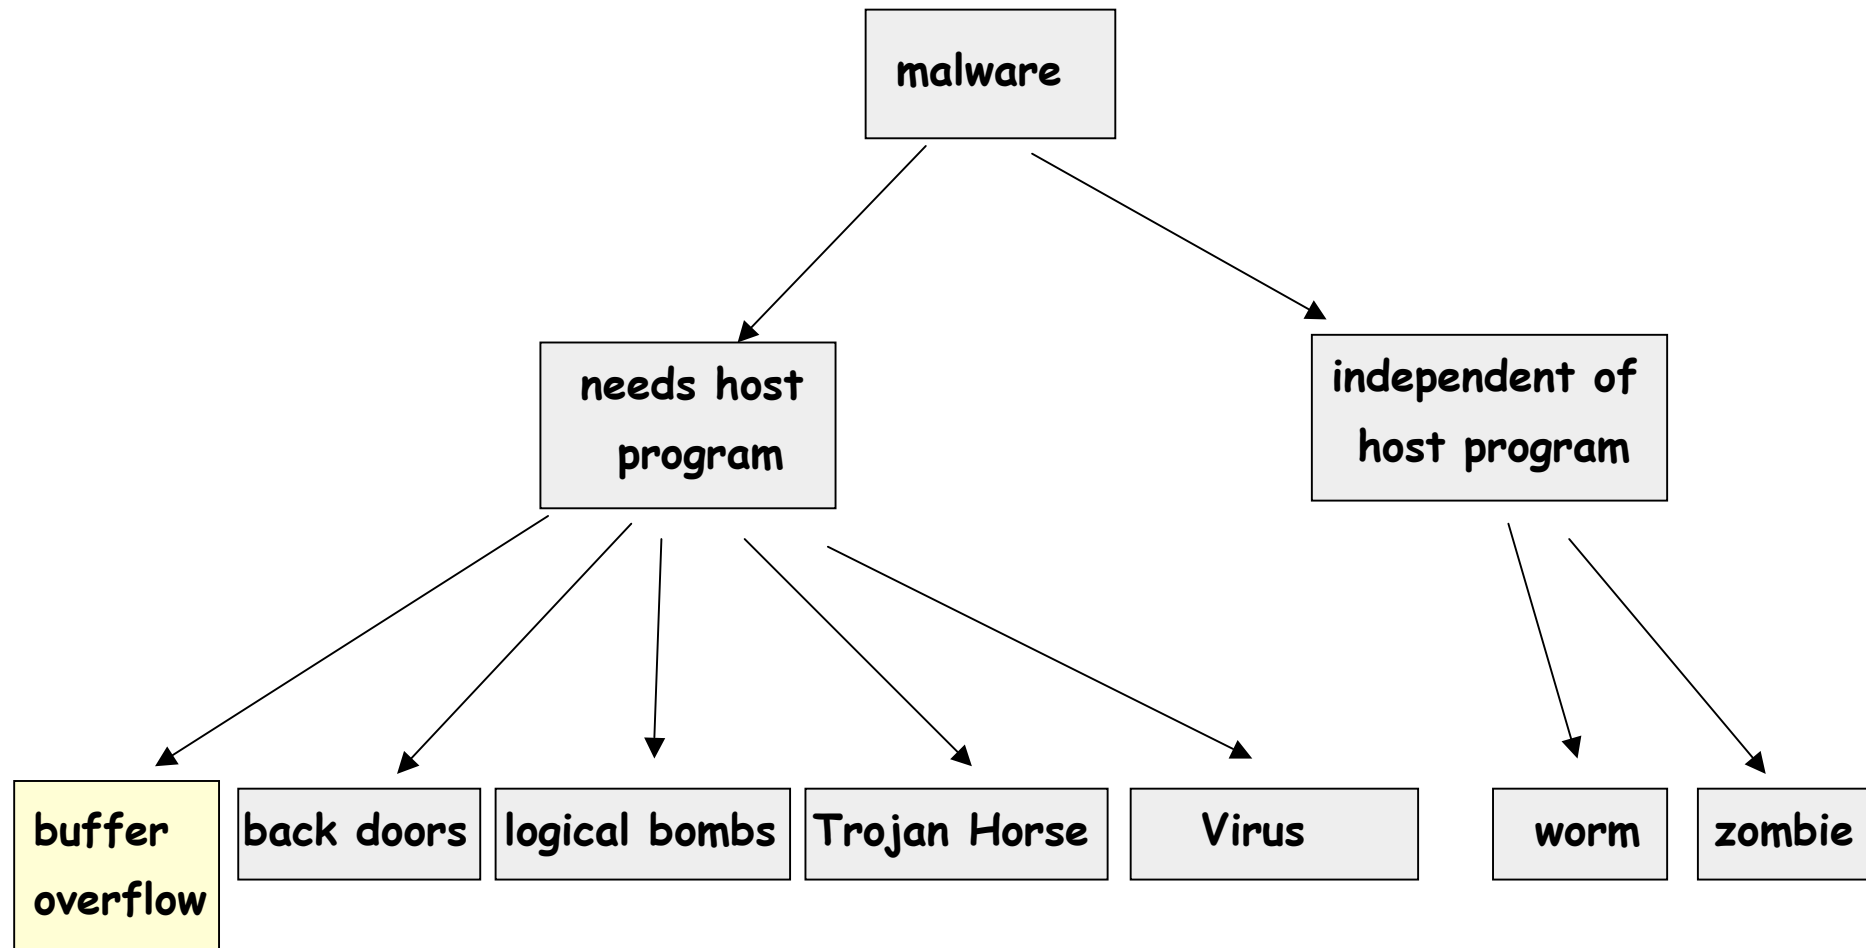 malware
needs host
program
independent of
host program
buffer
overflow
back doors
logical bombs
Trojan Horse
Virus
worm
zombie